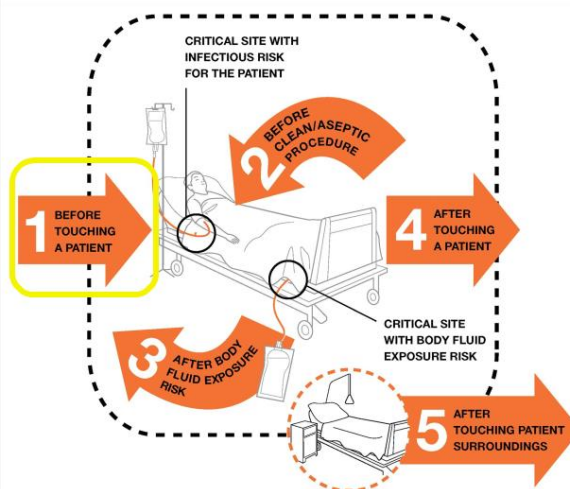 CRITICAL SITE WITH
INFECTIOUS RISK
FOR THE PATIENT
1
BEFORE
TOUCHING
A PATIENT
2
BEFORE
CLEAN/ASEPTIC
PROCEDURE
4
AFTER
TOUCHING
A PATIENT
3
AFTER BODY
FLUID EXPOSURE
RISK
CRITICAL SITE
WITH BODY FLUID
EXPOSURE RISK
5
AFTER
TOUCHING PATIENT
SURROUNDINGS